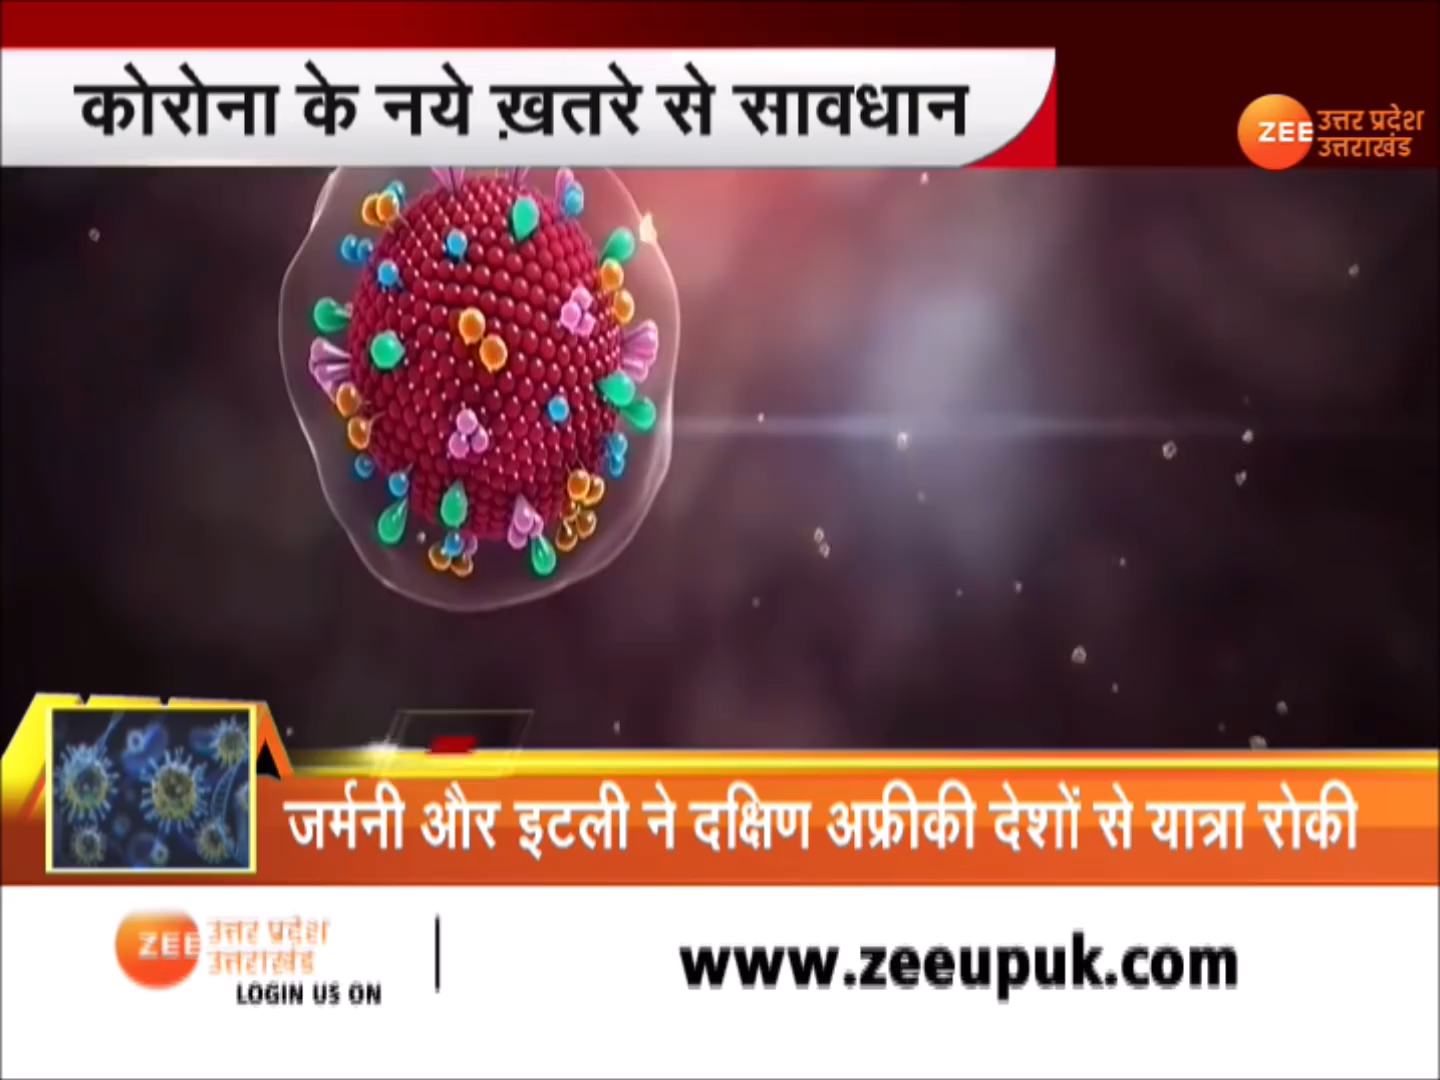 कोरोना के नये ख़तरे से सावधान
ZEE उत्तर प्रदेश
उत्तराखंड
जर्मनी और इटली ने दक्षिण अफ्रीकी देशों से यात्रा रोकी
ZEE उत्तर प्रदेश
उत्तराखंड
LOGIN US ON
www.zeeupuk.com